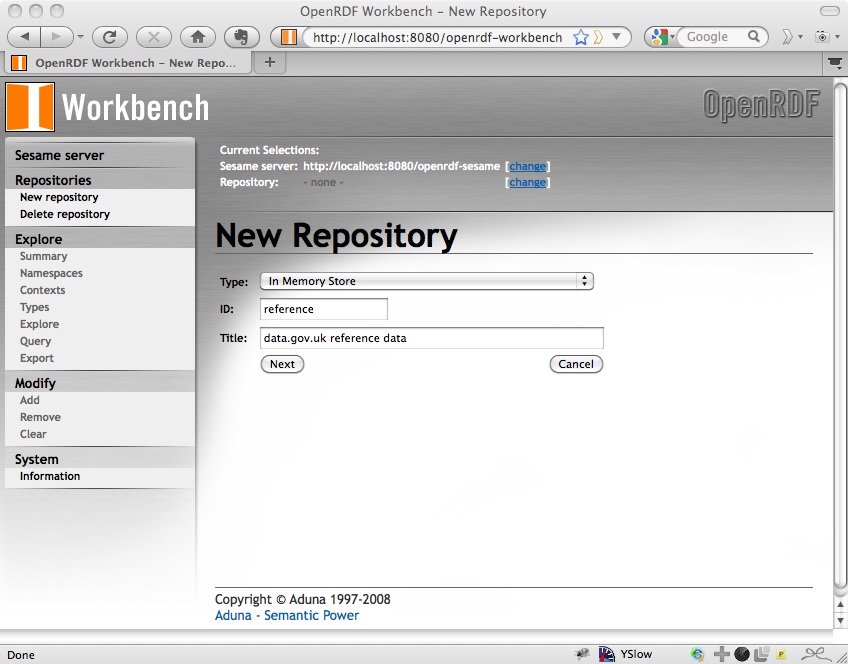 OpenRDF Workbench – New Repository
http://localhost:8080/openrdf-workbench
Google
OpenRDF Workbench – New Repo...
Workbench
OpenRDF
Sesame server
Repositories
New repository
Delete repository
Explore
Summary
Namespaces
Contexts
Types
Explore
Query
Export
Modify
Add
Remove
Clear
System
Information
Current Selections:
Sesame server: http://localhost:8080/openrdf-sesame [change]
Repository: - none - [change]
New Repository
Type: In Memory Store
ID: reference
Title: data.gov.uk reference data
Next Cancel
Copyright © Aduna 1997-2008
Aduna - Semantic Power
Done YSlow